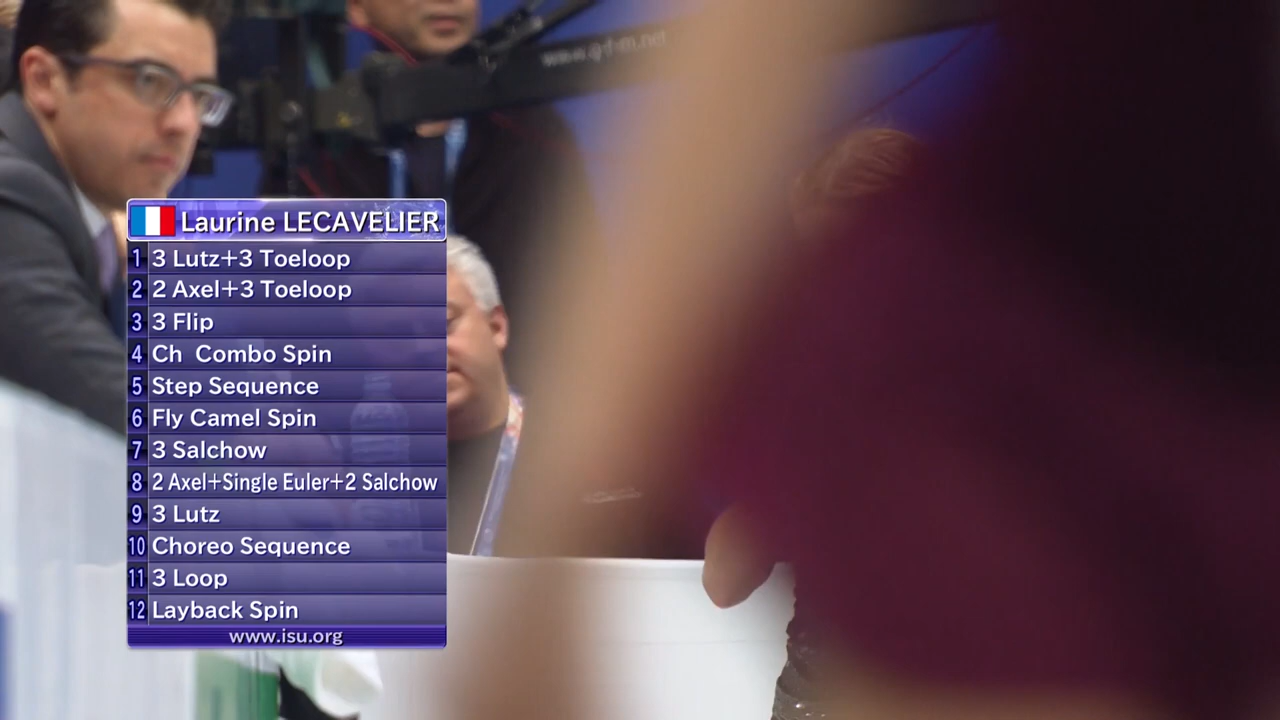 www.q-f-m.net
Laurine LECAVELIER
1 3 Lutz+3 Toeloop
2 2 Axel+3 Toeloop
3 3 Flip
4 Ch Combo Spin
5 Step Sequence
6 Fly Camel Spin
7 3 Salchow
8 2 Axel+Single Euler+2 Salchow
9 3 Lutz
10 Choreo Sequence
11 3 Loop
12 Layback Spin
www.isu.org